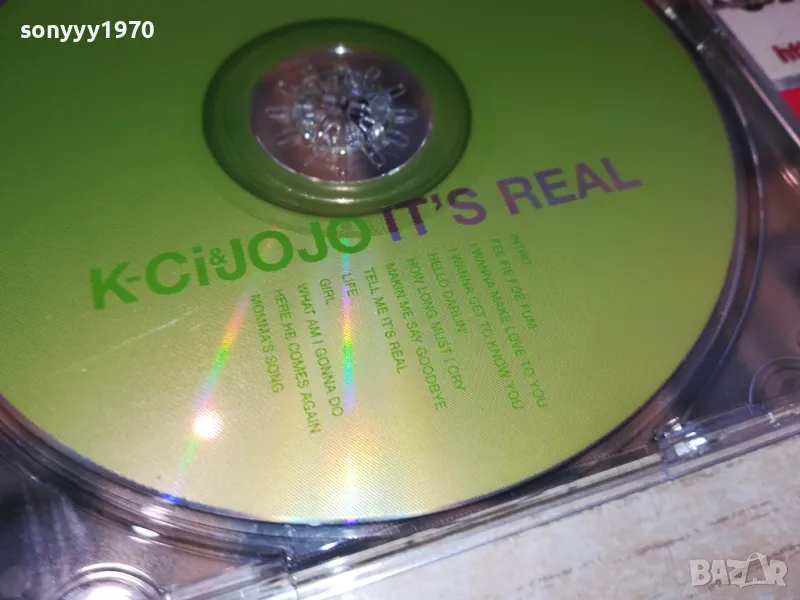 sonyyy1970
K-Ci&JOJO IT'S REAL
INTRO
FEE FIE FOE FUM
I WANNA MAKE LOVE TO YOU
I WANNA GET TO KNOW YOU
HELLO DARLIN'
HOW LONG MUST I CRY
MAKIN ME SAY GOODBYE
TELL ME IT'S REAL
LIFE
GIRL
WHAT AM I GONNA DO
HERE HE COMES AGAIN
MOMMA'S SONG
BAZAR